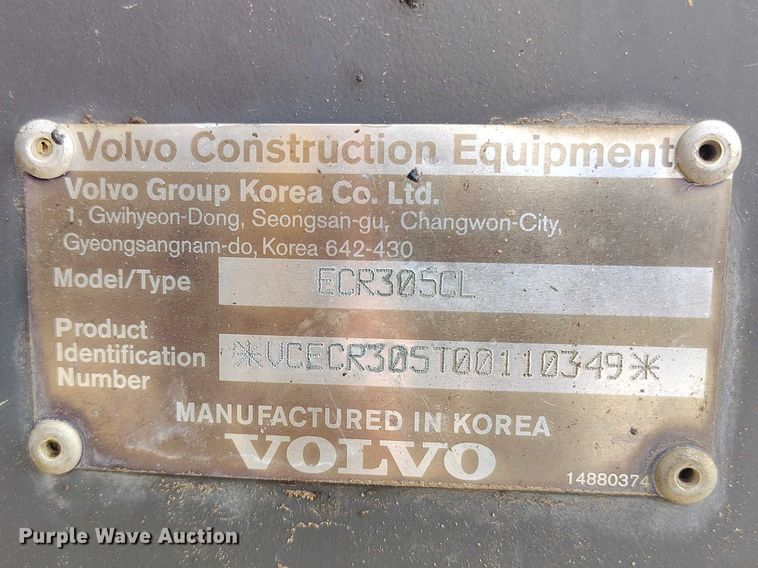 Volvo Construction Equipment
Volvo Group Korea Co. Ltd.
1, Gwihyeon-Dong, Seongsan-gu, Changwon-City,
Gyeongsangnam-do, Korea 642-430
Model/Type ECR305CL
Product
Identification
Number
*VCECR305T00110349*
MANUFACTURED IN KOREA
VOLVO
14880374
Purple Wave Auction